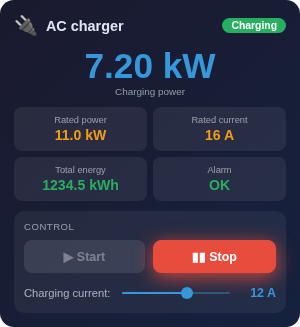 AC charger
Charging
7.20 kW
Charging power
Rated power
11.0 kW
Rated current
16 A
Total energy
1234.5 kWh
Alarm
OK
CONTROL
▶ Start
▮▮ Stop
Charging current:
12 A